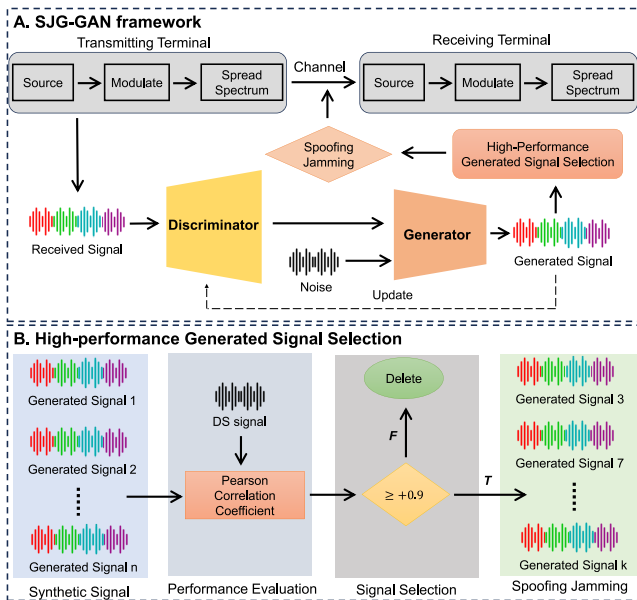 A. SJG-GAN framework
Transmitting Terminal
Receiving Terminal
Source
Modulate
Spread
Spectrum
Channel
Source
Modulate
Spread
Spectrum
Spoofing
Jamming
High-Performance
Generated Signal Selection
Received Signal
Discriminator
Noise
Generator
Generated Signal
Update
B. High-performance Generated Signal Selection
Generated Signal 1
Generated Signal 2
Generated Signal n
Synthetic Signal
DS signal
Pearson
Correlation
Coefficient
Performance Evaluation
Delete
F
≥ +0.9
T
Signal Selection
Generated Signal 3
Generated Signal 7
Generated Signal k
Spoofing Jamming